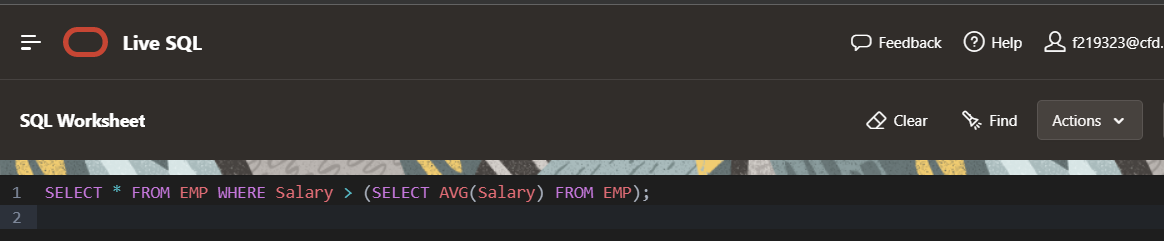 Live SQL
Feedback
Help
f219323@cfd.
SQL Worksheet
Clear
Find
Actions
1 SELECT * FROM EMP WHERE Salary > (SELECT AVG(Salary) FROM EMP);
2